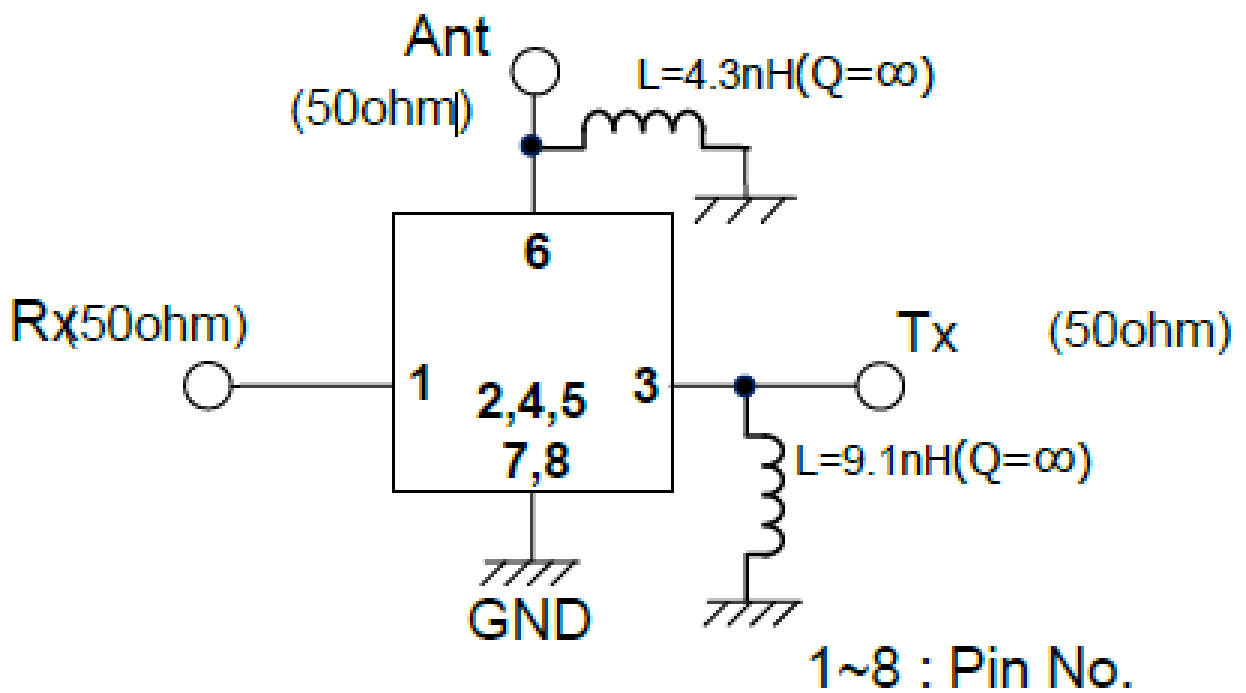 Ant
(50ohm)
L=4.3nH(Q=∞)
6
Rx(50ohm)
1
2,4,5
7,8
3
Tx (50ohm)
L=9.1nH(Q=∞)
GND
1~8 : Pin No.